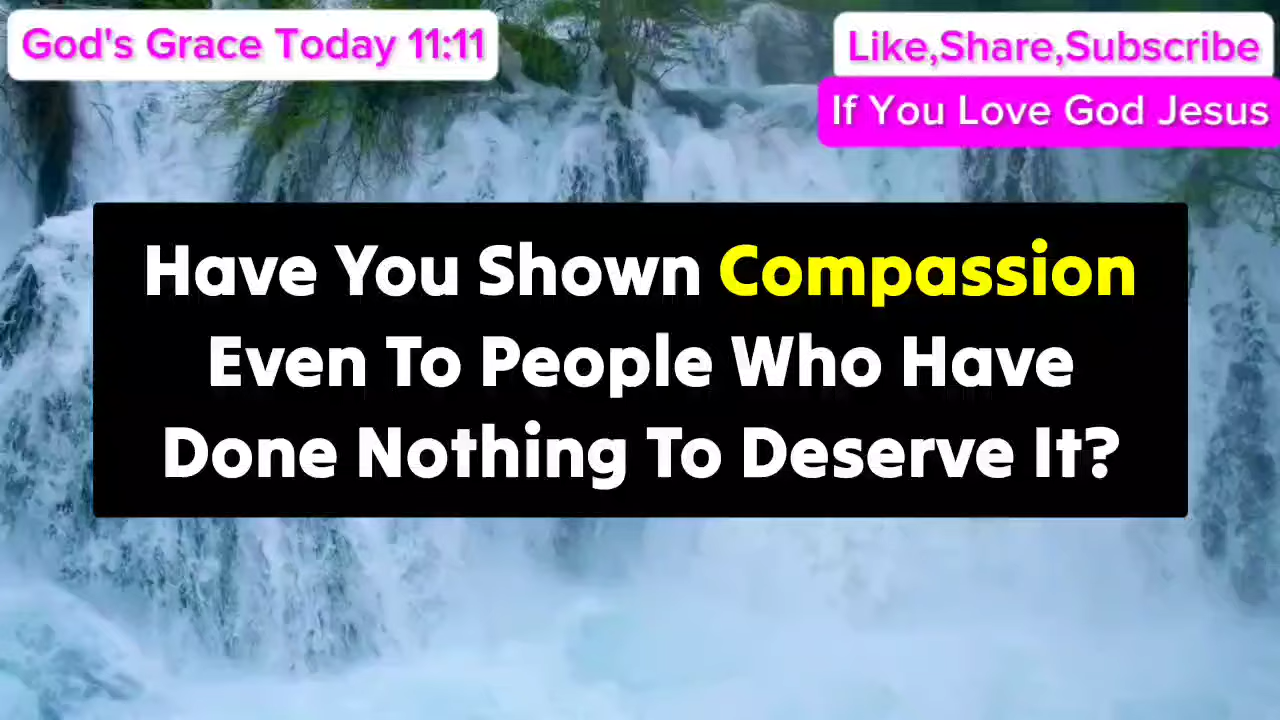 God's Grace Today 11:11
Like,Share,Subscribe
If You Love God Jesus
Have You Shown Compassion
Even To People Who Have
Done Nothing To Deserve It?